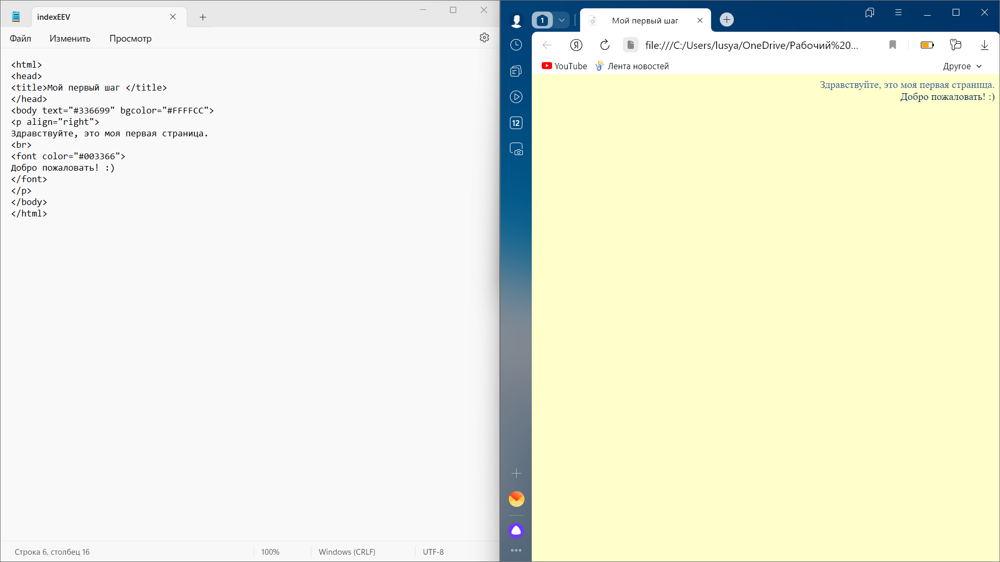 indexEEV
Файл Изменить Просмотр
<html>
<head>
<title>Мой первый шаг </title>
</head>
<body text="#336699" bgcolor="#FFFFCC">
<p align="right">
Здравствуйте, это моя первая страница.
<br>
<font color="#003366">
Добро пожаловать! :)
</font>
</p>
</body>
</html>
Строка 6, столбец 16 100% Windows (CRLF) UTF-8
1 Мой первый шаг
Я file:///C:/Users/lusya/OneDrive/Рабочий%20...
YouTube Лента новостей Другое
12
Здравствуйте, это моя первая страница.
Добро пожаловать! :)